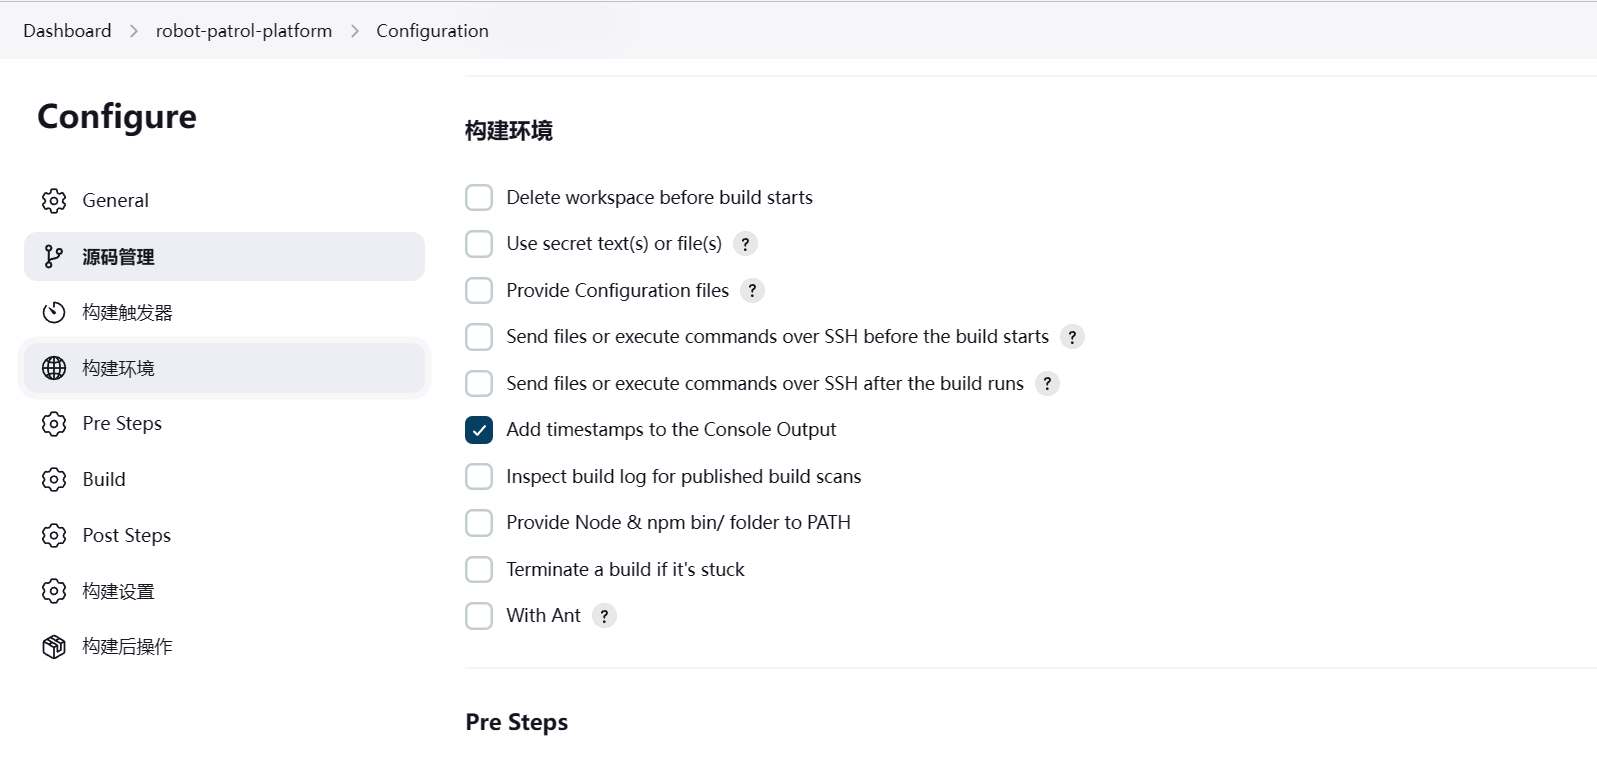 Dashboard > robot-patrol-platform > Configuration
Configure
General
源码管理
构建触发器
构建环境
Pre Steps
Build
Post Steps
构建设置
构建后操作
构建环境
Delete workspace before build starts
Use secret text(s) or file(s) ?
Provide Configuration files ?
Send files or execute commands over SSH before the build starts ?
Send files or execute commands over SSH after the build runs ?
Add timestamps to the Console Output
Inspect build log for published build scans
Provide Node & npm bin/ folder to PATH
Terminate a build if it's stuck
With Ant ?
Pre Steps